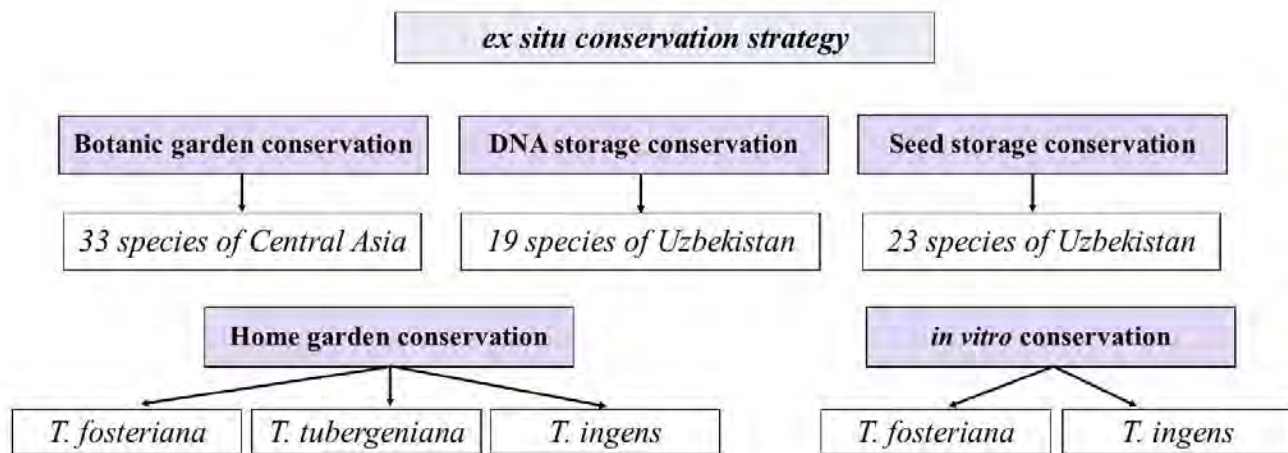 ex situ conservation strategy
Botanic garden conservation
DNA storage conservation
Seed storage conservation
33 species of Central Asia
19 species of Uzbekistan
23 species of Uzbekistan
Home garden conservation
in vitro conservation
T. fosteriana
T. tubergeniana
T. ingens
T. fosteriana
T. ingens